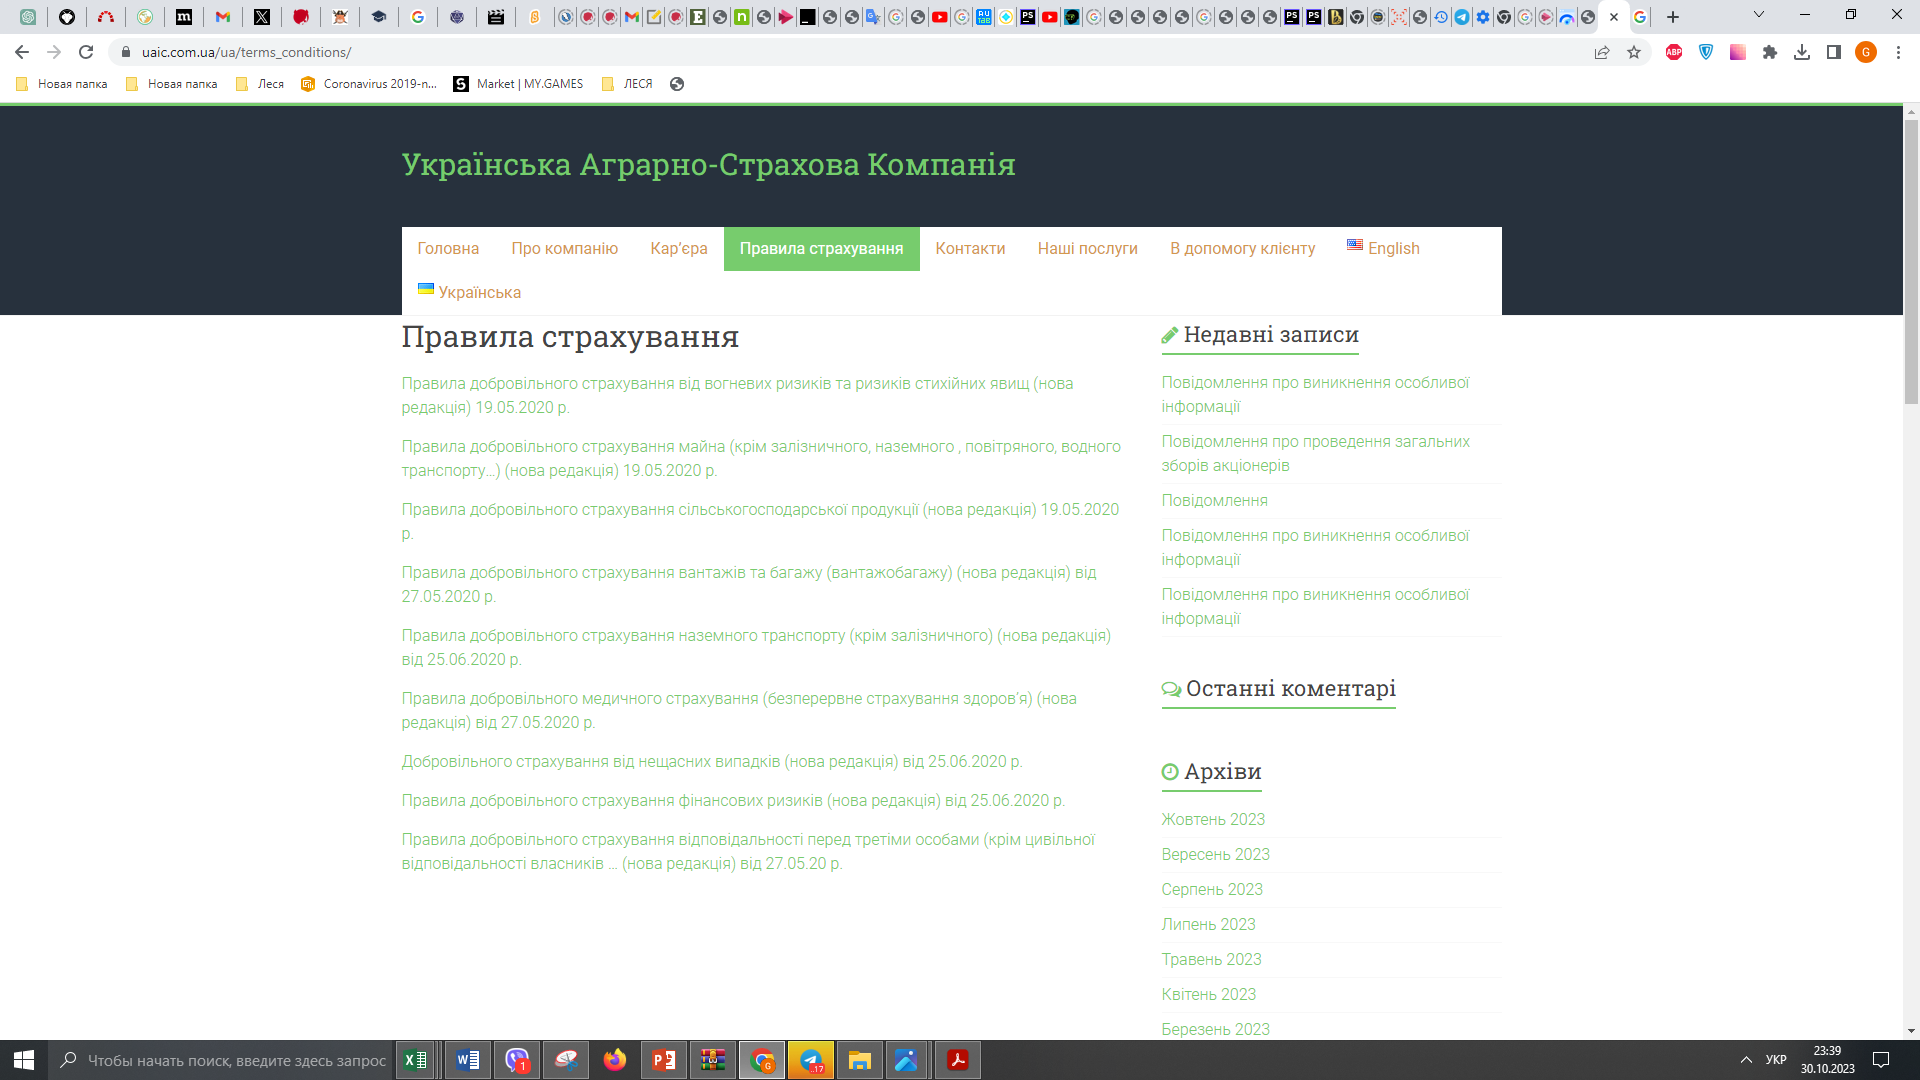 uaic.com.ua/ua/terms_conditions/
Новая папка
Новая папка
Леся
Coronavirus 2019-n...
Market | MY.GAMES
ЛЕСЯ
Українська Аграрно-Страхова Компанія
Головна
Про компанію
Кар’єра
Правила страхування
Контакти
Наші послуги
В допомогу клієнту
English
Українська
Правила страхування
Правила добровільного страхування від вогневих ризиків та ризиків стихійних явищ (нова
редакція) 19.05.2020 р.
Правила добровільного страхування майна (крім залізничного, наземного , повітряного, водного
транспорту…) (нова редакція) 19.05.2020 р.
Правила добровільного страхування сільськогосподарської продукції (нова редакція) 19.05.2020
р.
Правила добровільного страхування вантажів та багажу (вантажобагажу) (нова редакція) від
27.05.2020 р.
Правила добровільного страхування наземного транспорту (крім залізничного) (нова редакція)
від 25.06.2020 р.
Правила добровільного медичного страхування (безперервне страхування здоров’я) (нова
редакція) від 27.05.2020 р.
Добровільного страхування від нещасних випадків (нова редакція) від 25.06.2020 р.
Правила добровільного страхування фінансових ризиків (нова редакція) від 25.06.2020 р.
Правила добровільного страхування відповідальності перед третіми особами (крім цивільної
відповідальності власників … (нова редакція) від 27.05.20 р.
Недавні записи
Повідомлення про виникнення особливої
інформації
Повідомлення про проведення загальних
зборів акціонерів
Повідомлення
Повідомлення про виникнення особливої
інформації
Повідомлення про виникнення особливої
інформації
Останні коментарі
Архіви
Жовтень 2023
Вересень 2023
Серпень 2023
Липень 2023
Травень 2023
Квітень 2023
Березень 2023
Чтобы начать поиск, введите здесь запрос
УКР
23:39
30.10.2023